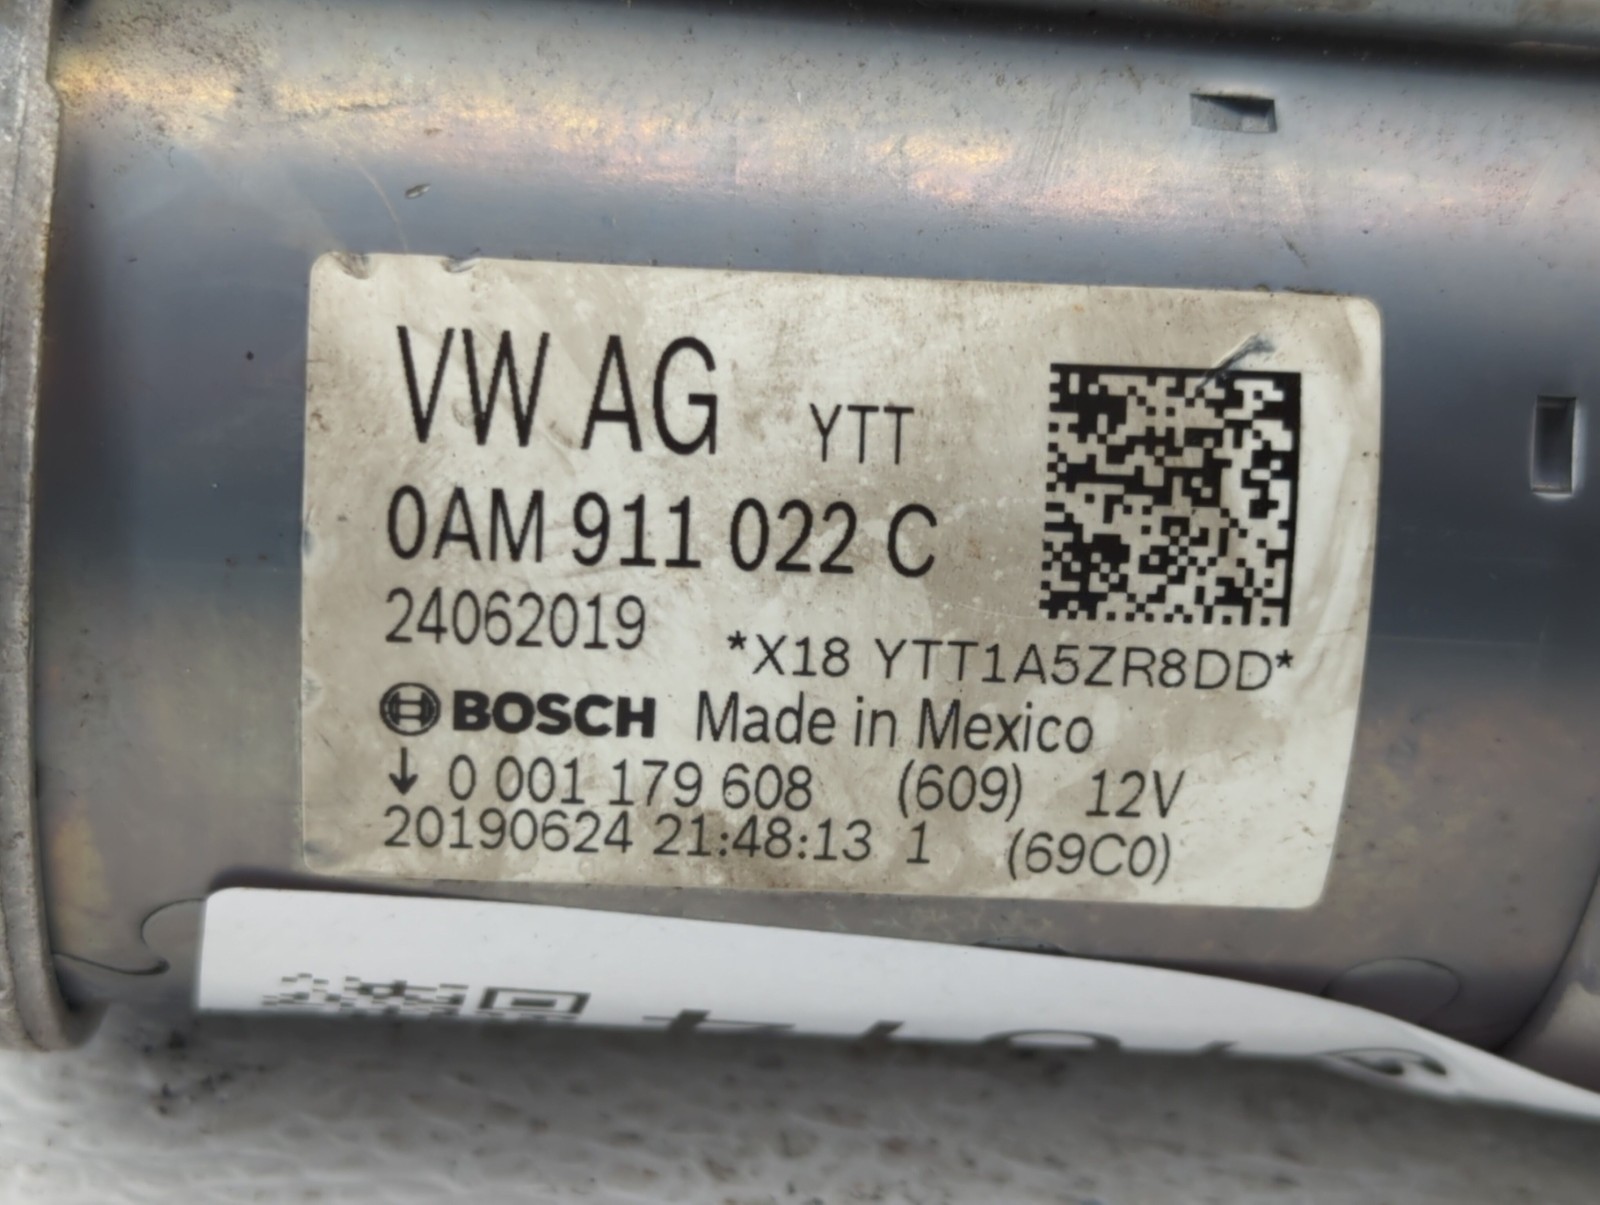 VW AG YTT
0AM 911 022 C
24062019
*X18 YTT1A5ZR8DD*
BOSCH Made in Mexico
↓ 0 001 179 608 (609) 12V
20190624 21:48:13 1 (69C0)